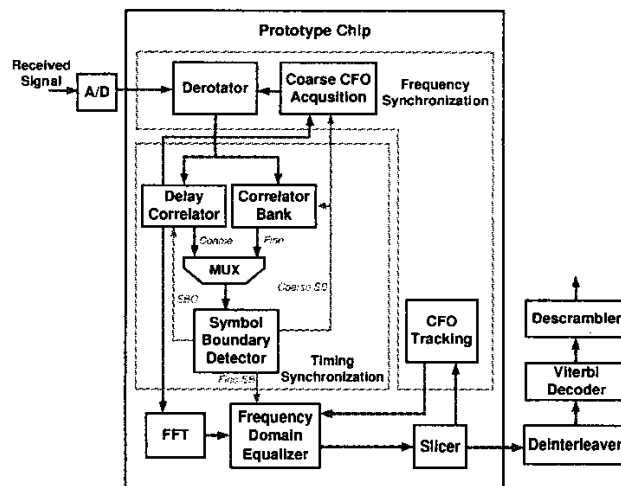 Prototype Chip
Received
Signal
A/D
Derotator
Coarse CFO
Acqusition
Frequency
Synchronization
Delay
Correlator
Correlator
Bank
Coarse
Fine
MUX
SBD
Coarse SB
Symbol
Boundary
Detector
Timing
Synchronization
Fine SB
CFO
Tracking
FFT
Frequency
Domain
Equalizer
Slicer
Descrambler
Viterbi
Decoder
Deinterleaver